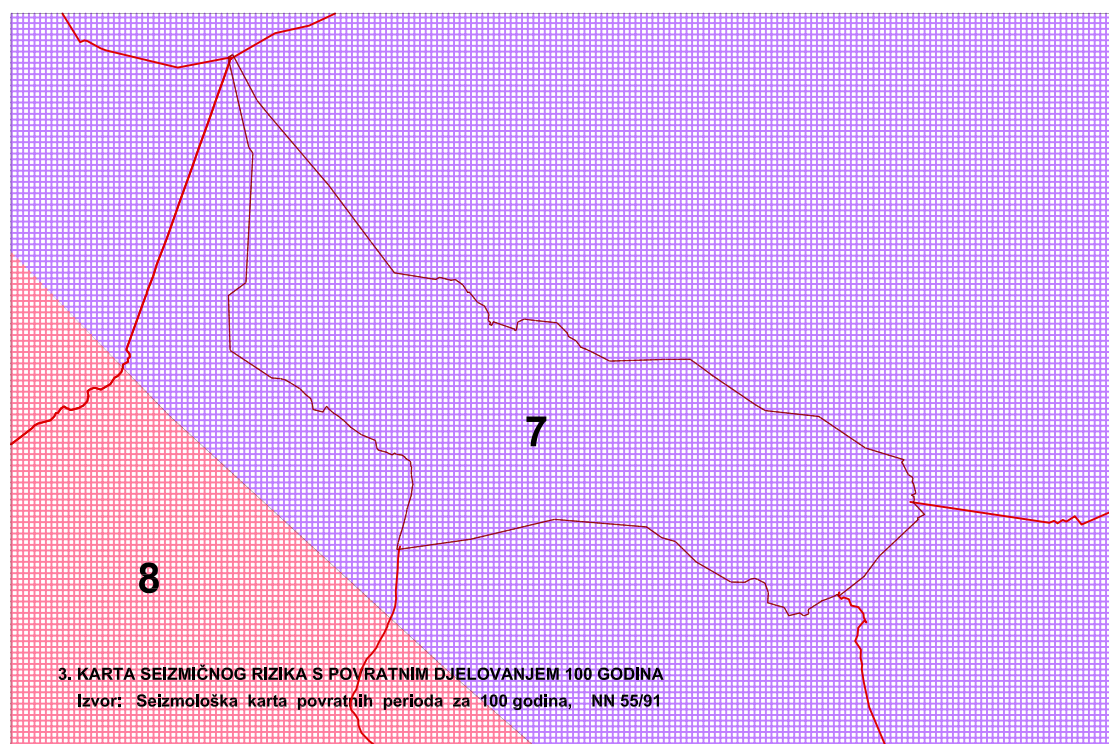 7
8
3. KARTA SEIZMIČNOG RIZIKA S POVRATNIM DJELOVANJEM 100 GODINA
Izvor: Seizmološka karta povratnih perioda za 100 godina, NN 55/91